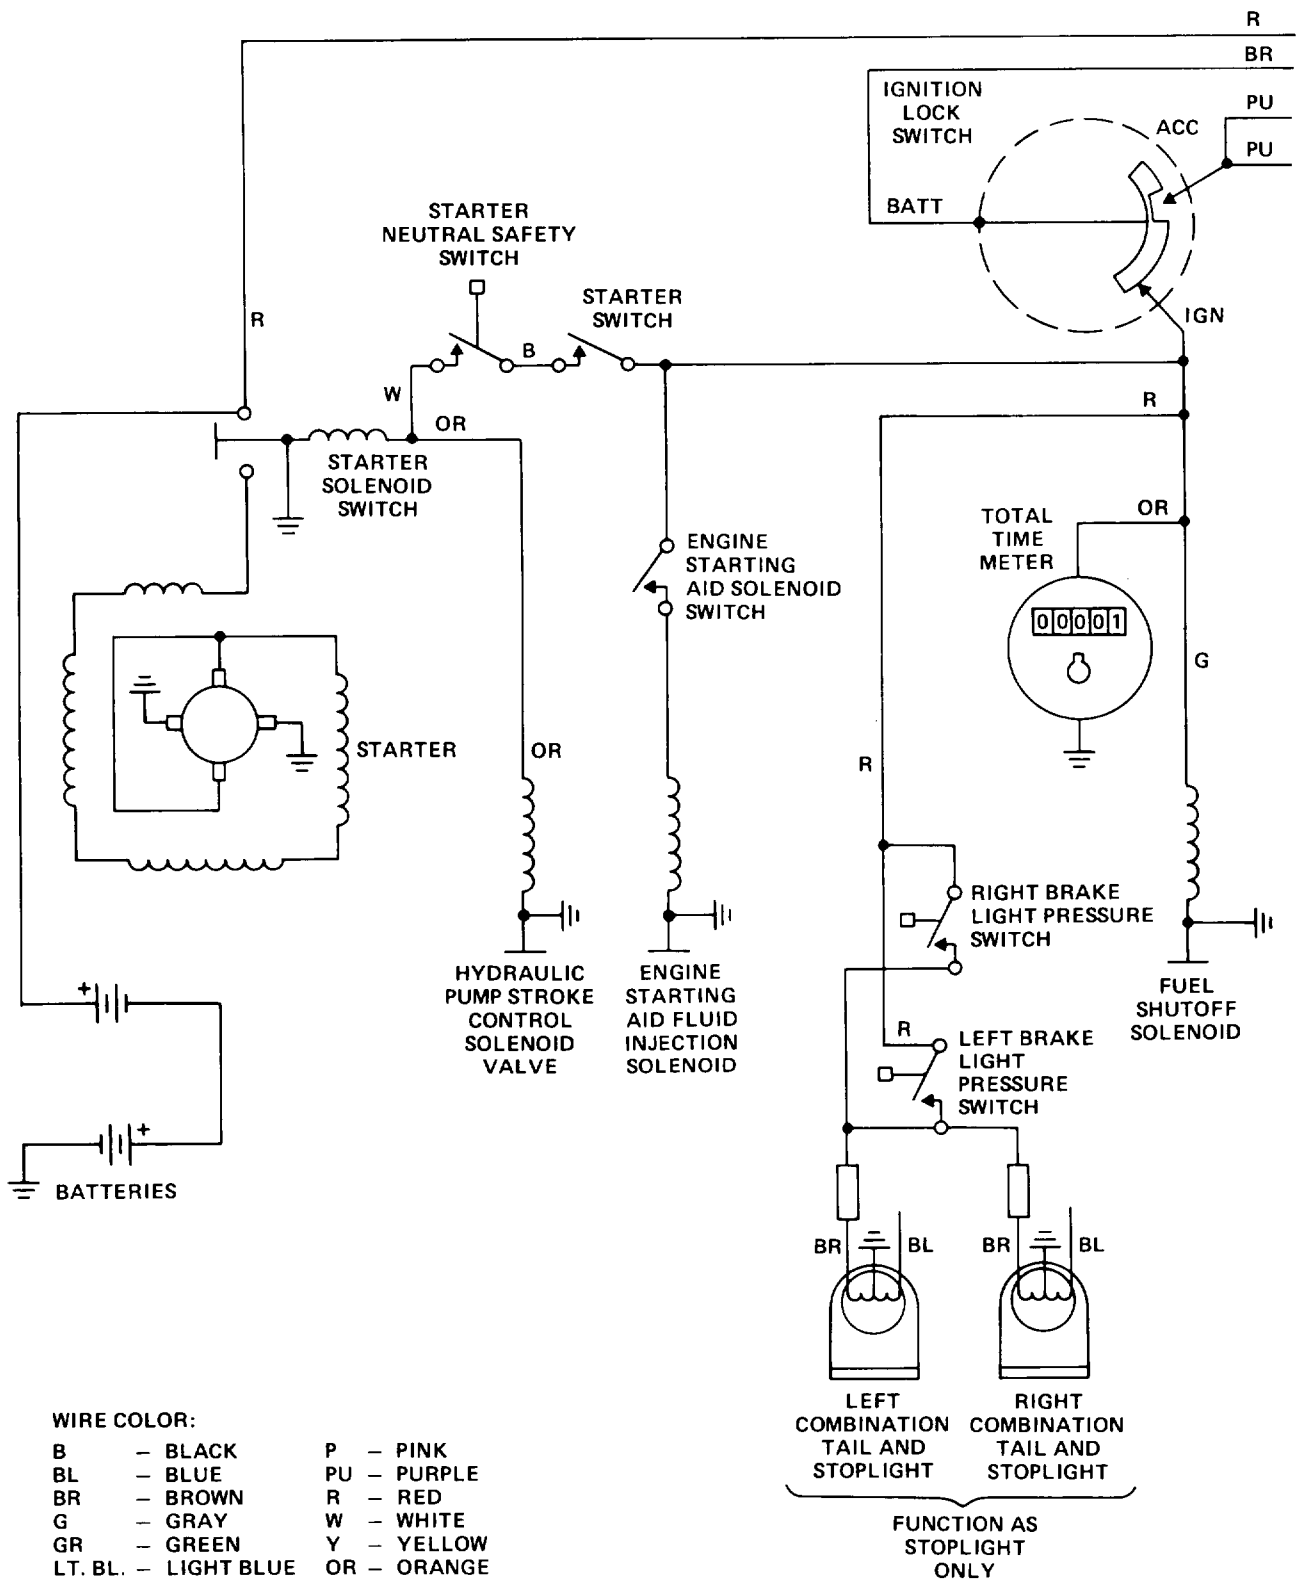 R
BR
IGNITION
LOCK
SWITCH
ACC
PU
PU
BATT
STARTER
NEUTRAL SAFETY
SWITCH
STARTER
SWITCH
IGN
R
B
W
OR
R
STARTER
SOLENOID
SWITCH
TOTAL
TIME
METER
OR
ENGINE
STARTING
AID SOLENOID
SWITCH
00001
G
STARTER
OR
R
RIGHT BRAKE
LIGHT PRESSURE
SWITCH
HYDRAULIC
PUMP STROKE
CONTROL
SOLENOID
VALVE
ENGINE
STARTING
AID FLUID
INJECTION
SOLENOID
FUEL
SHUTOFF
SOLENOID
+
R
LEFT BRAKE
LIGHT
PRESSURE
SWITCH
+
BATTERIES
BR
BL
BR
BL
LEFT
COMBINATION
TAIL AND
STOPLIGHT
RIGHT
COMBINATION
TAIL AND
STOPLIGHT
FUNCTION AS
STOPLIGHT
ONLY
WIRE COLOR:
B – BLACK P – PINK
BL – BLUE PU – PURPLE
BR – BROWN R – RED
G – GRAY W – WHITE
GR – GREEN Y – YELLOW
LT. BL. – LIGHT BLUE OR – ORANGE